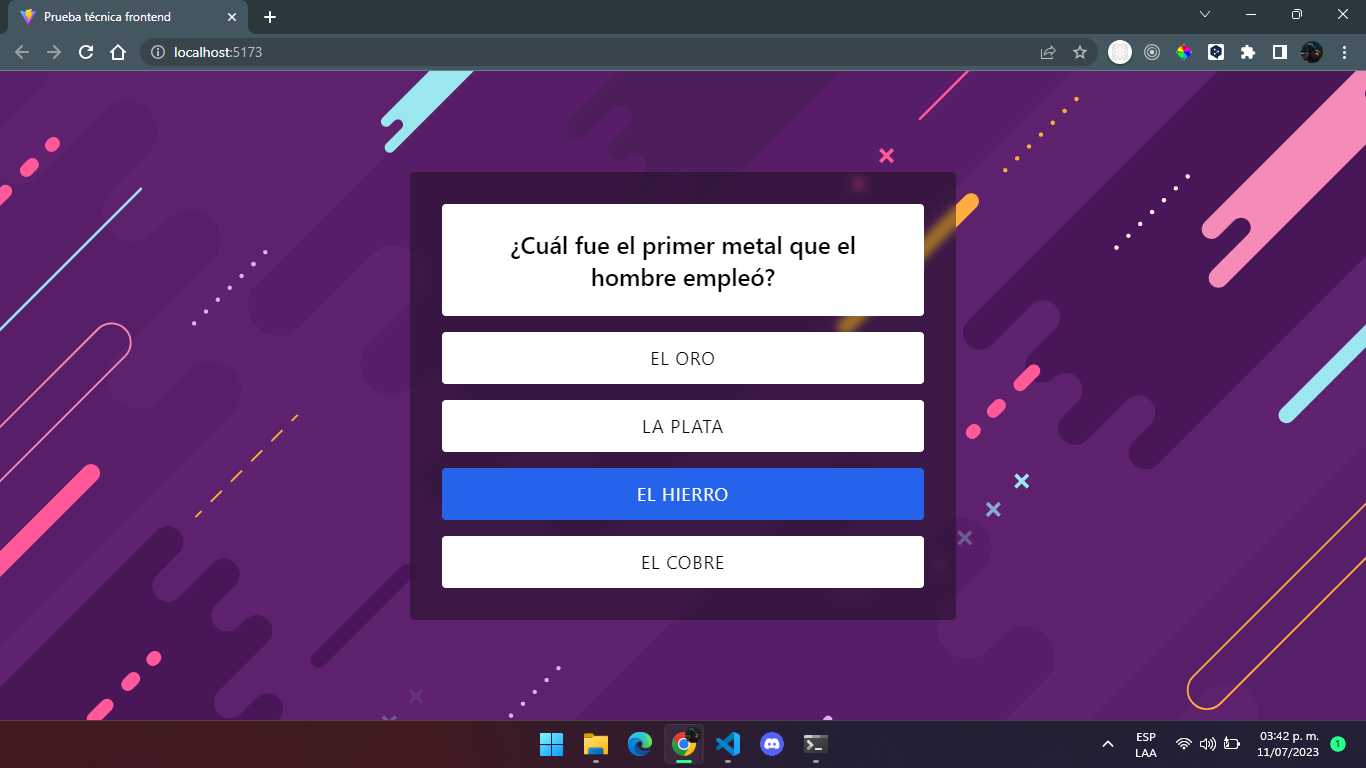 Prueba técnica frontend
localhost:5173
¿Cuál fue el primer metal que el
hombre empleó?
EL ORO
LA PLATA
EL HIERRO
EL COBRE
ESP
LAA
03:42 p. m.
11/07/2023
1